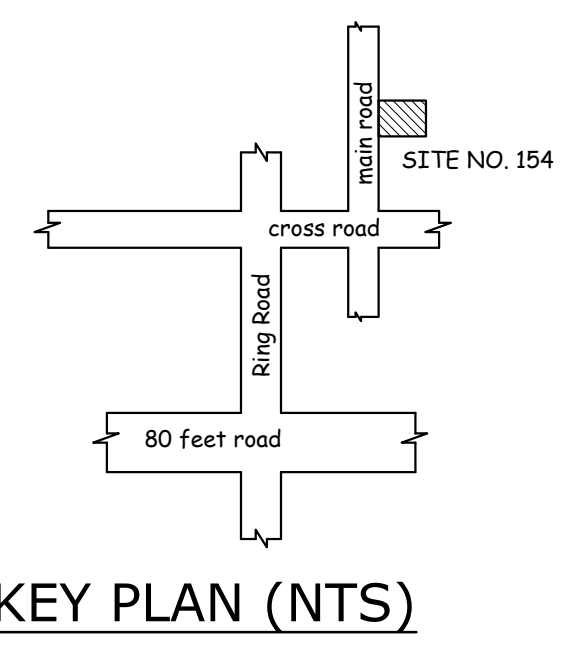 main road
SITE NO. 154
cross road
Ring Road
80 feet road
KEY PLAN (NTS)